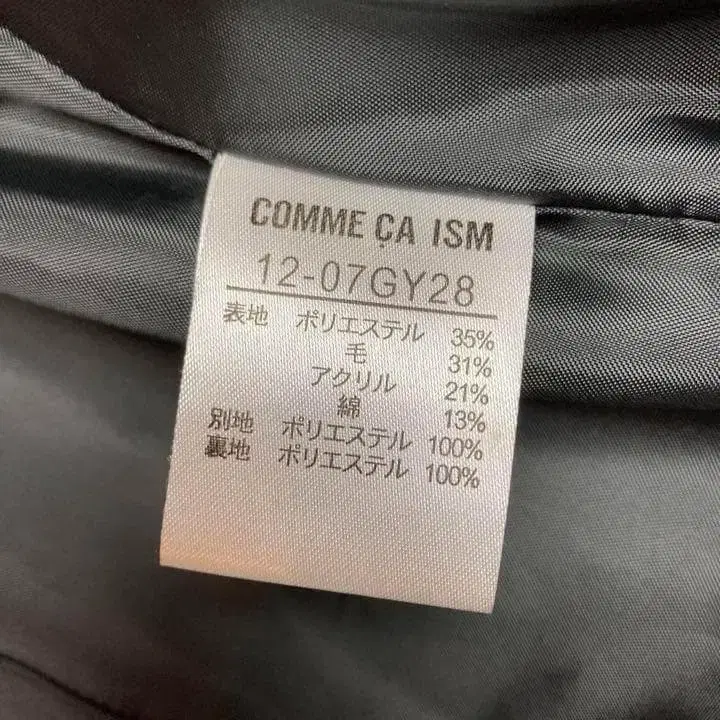 COMME ÇA ISM
12-07GY28
表地 ポリエステル 35%
毛 31%
アクリル 21%
綿 13%
別地 ポリエステル 100%
裏地 ポリエステル 100%